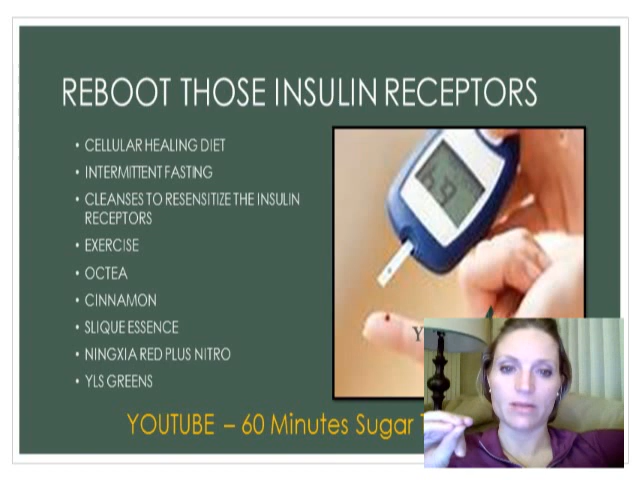 REBOOT THOSE INSULIN RECEPTORS
• CELLULAR HEALING DIET
• INTERMITTENT FASTING
• CLEANSES TO RESENSITIZE THE INSULIN
RECEPTORS
• EXERCISE
• OCTEA
• CINNAMON
• SLIQUE ESSENCE
• NINGXIA RED PLUS NITRO
• YLS GREENS
YOUTUBE – 60 Minutes Sugar